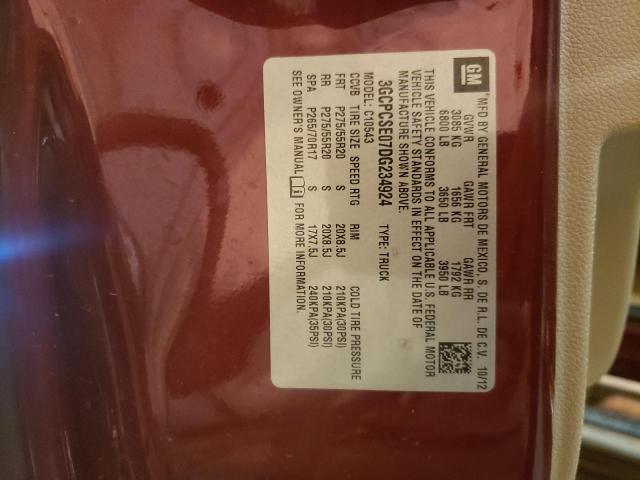 GM
MFD BY GENERAL MOTORS DE MEXICO, S. DE R.L. DE C.V. 10/12
GVWR GAWR FRT GAWR RR
3085 KG 1656 KG 1792 KG
6800 LB 3650 LB 3950 LB
THIS VEHICLE CONFORMS TO ALL APPLICABLE U.S. FEDERAL MOTOR
VEHICLE SAFETY STANDARDS IN EFFECT ON THE DATE OF
MANUFACTURE SHOWN ABOVE.
3GCPCSE07DG234924 TYPE: TRUCK
MODEL: C10543
CCVB TIRE SIZE SPEED RTG RIM COLD TIRE PRESSURE
FRT P275/55R20 S 20X8.5J 210KPA(30PSI)
RR P275/55R20 S 20X8.5J 210KPA(30PSI)
SPA P265/70R17 S 17X7.5J 240KPA(35PSI)
SEE OWNER'S MANUAL i FOR MORE INFORMATION.